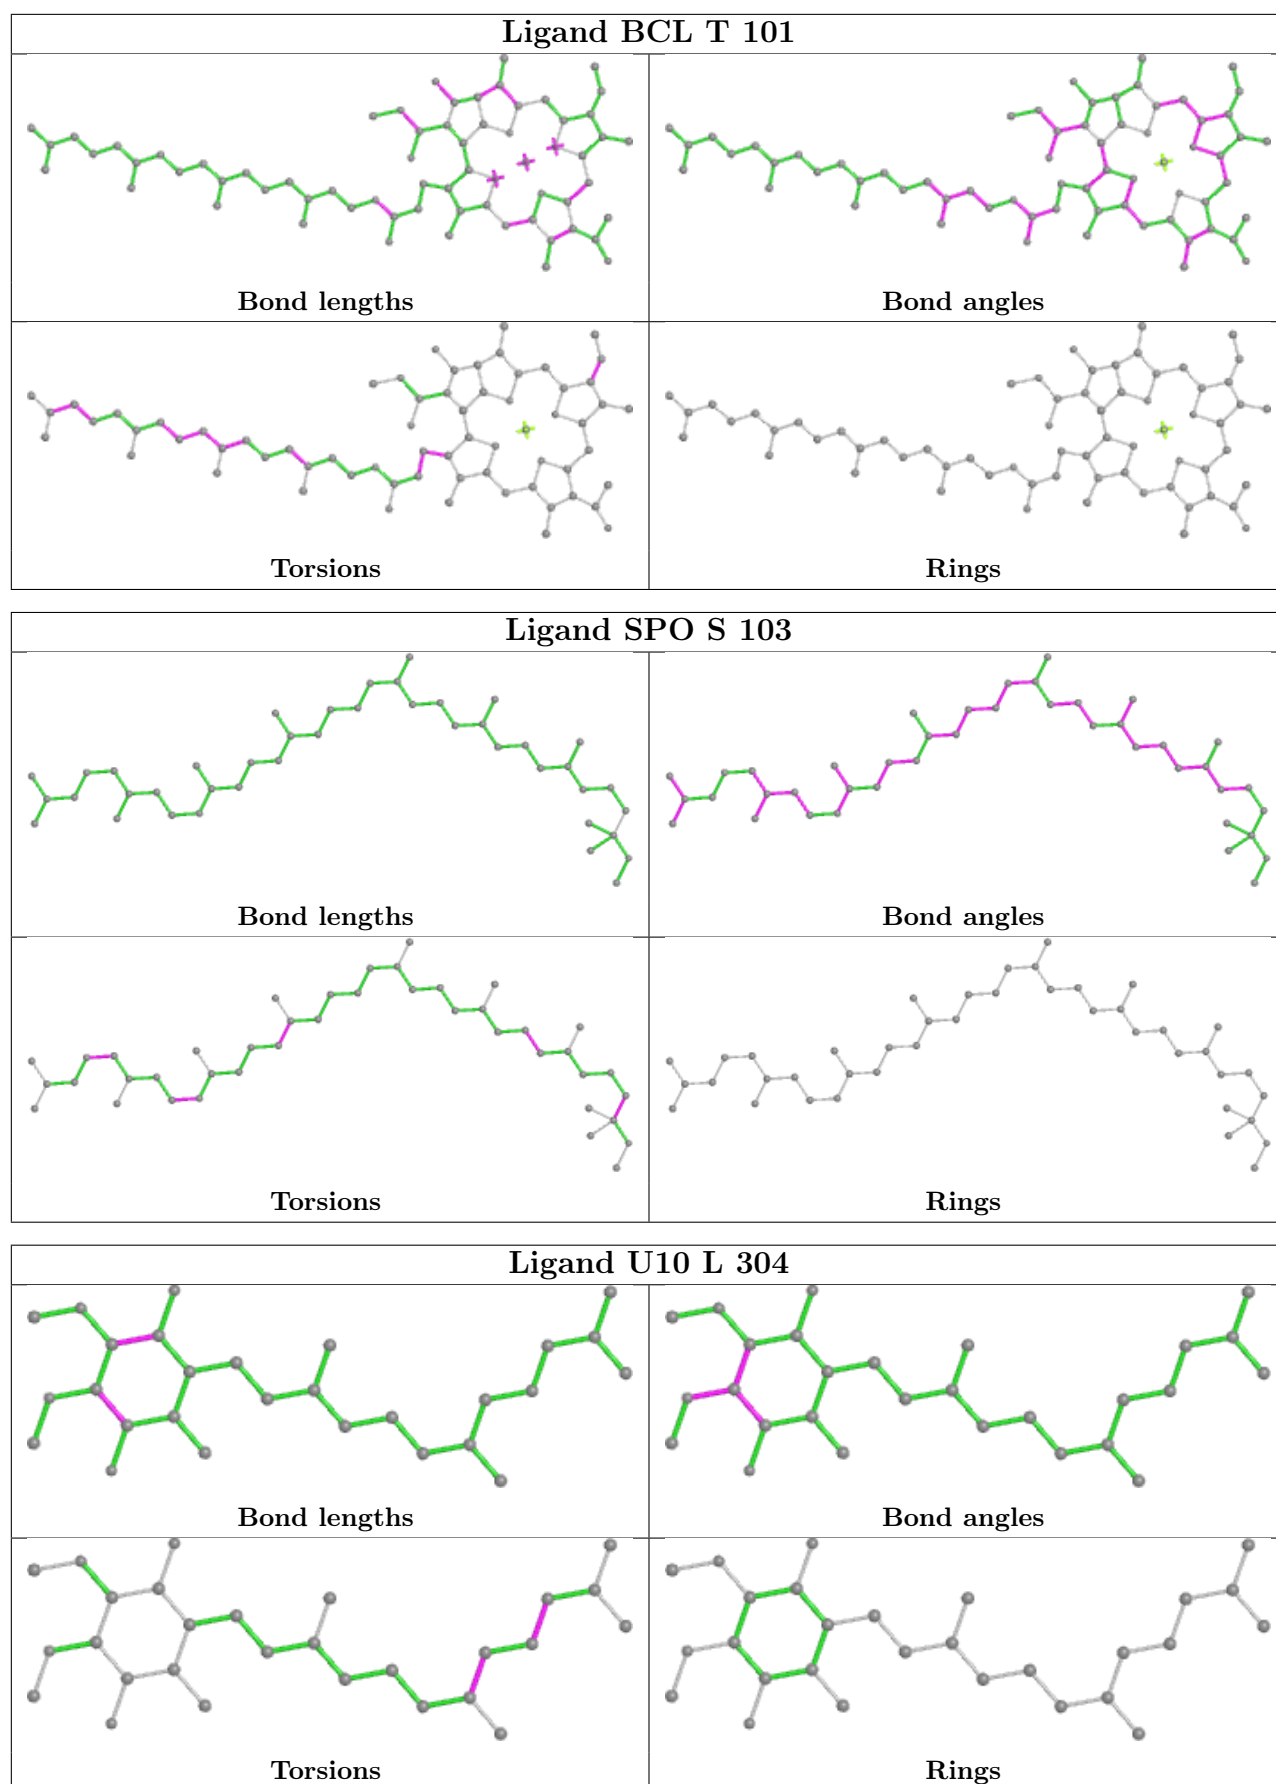 Ligand BCL T 101
Bond lengths
Bond angles
Torsions
Rings
Ligand SPO S 103
Bond lengths
Bond angles
Torsions
Rings
Ligand U10 L 304
Bond lengths
Bond angles
Torsions
Rings